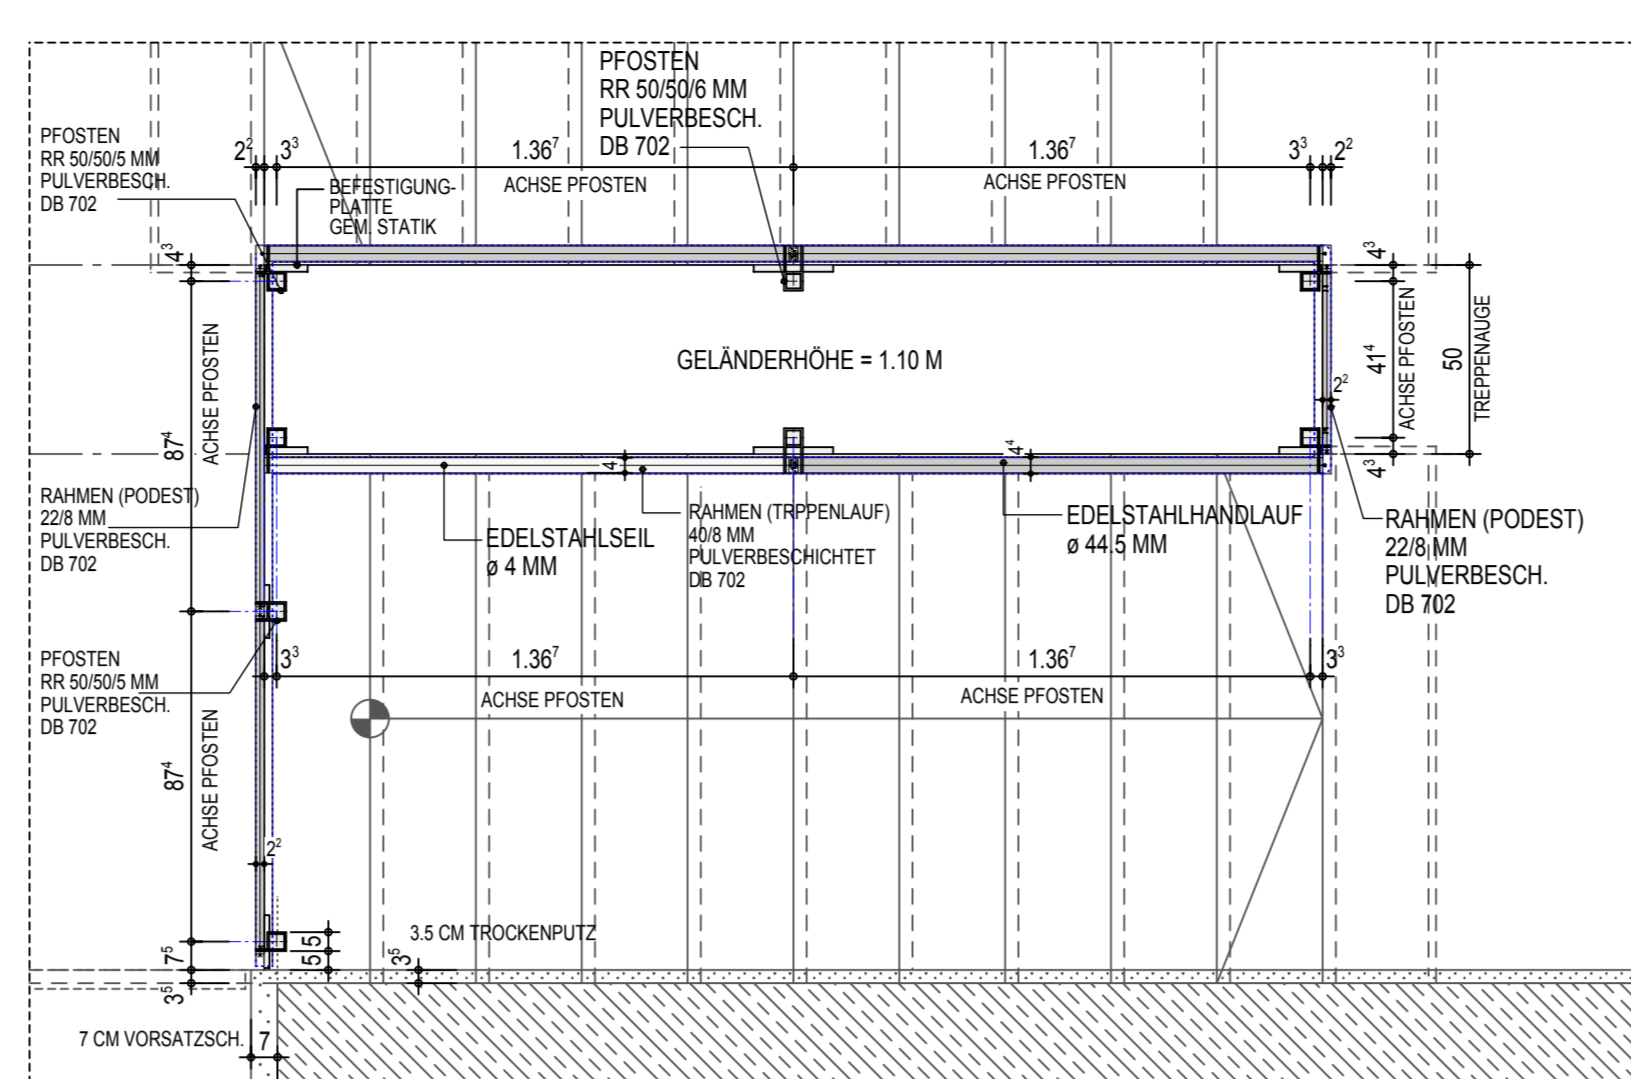 PFOSTEN
RR 50/50/6 MM
PULVERBESCH.
DB 702
PFOSTEN
RR 50/50/5 MM
PULVERBESCH.
DB 702
2² 3³ 1.36⁷ 1.36⁷ 3³ 2²
ACHSE PFOSTEN ACHSE PFOSTEN
BEFESTIGUNG-
PLATTE
GEM. STATIK
4³
4³
GELÄNDERHÖHE = 1.10 M
ACHSE PFOSTEN
87⁴
41⁴
ACHSE PFOSTEN
50
TREPPENAUGE
2²
4³
4
4⁴
RAHMEN (PODEST)
22/8 MM
PULVERBESCH.
DB 702
EDELSTAHLSEIL
ø 4 MM
RAHMEN (TRPPENLAUF)
40/8 MM
PULVERBESCHICHTET
DB 702
EDELSTAHLHANDLAUF
ø 44.5 MM
RAHMEN (PODEST)
22/8 MM
PULVERBESCH.
DB 702
PFOSTEN
RR 50/50/5 MM
PULVERBESCH.
DB 702
3³ 1.36⁷ 1.36⁷ 3³
ACHSE PFOSTEN ACHSE PFOSTEN
87⁴
ACHSE PFOSTEN
2²
7⁵
3⁵
5
5
3⁵
3.5 CM TROCKENPUTZ
7 CM VORSATZSCH. 7